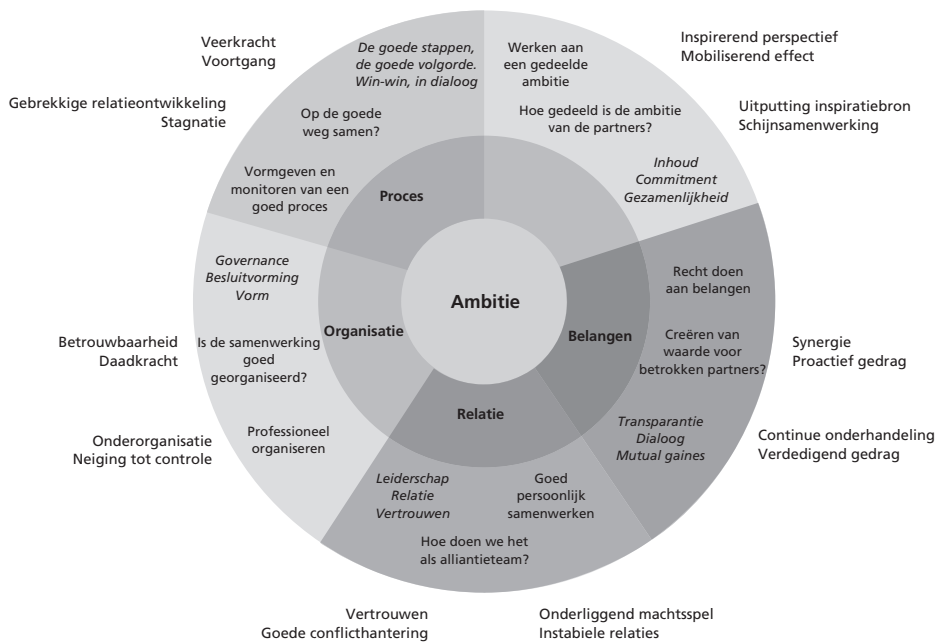 Veerkracht
Voortgang
Gebrekkige relatieontwikkeling
Stagnatie
De goede stappen,
de goede volgorde.
Win-win, in dialoog
Op de goede
weg samen?
Vormgeven en
monitoren van een
goed proces
Proces
Werken aan
een gedeelde
ambitie
Hoe gedeeld is de ambitie
van de partners?
Inhoud
Commitment
Gezamenlijkheid
Inspirerend perspectief
Mobiliserend effect
Uitputting inspiratiebron
Schijnsamenwerking
Ambitie
Governance
Besluitvorming
Vorm
Organisatie
Is de samenwerking
goed
georganiseerd?
Professioneel
organiseren
Betrouwbaarheid
Daadkracht
Onderorganisatie
Neiging tot controle
Belangen
Recht doen
aan belangen
Creëren van
waarde voor
betrokken partners?
Transparantie
Dialoog
Mutual gaines
Synergie
Proactief gedrag
Continue onderhandeling
Verdedigend gedrag
Relatie
Leiderschap
Relatie
Vertrouwen
Goed
persoonlijk
samenwerken
Hoe doen we het
als alliantieteam?
Vertrouwen
Goede conflicthantering
Onderliggend machtsspel
Instabiele relaties